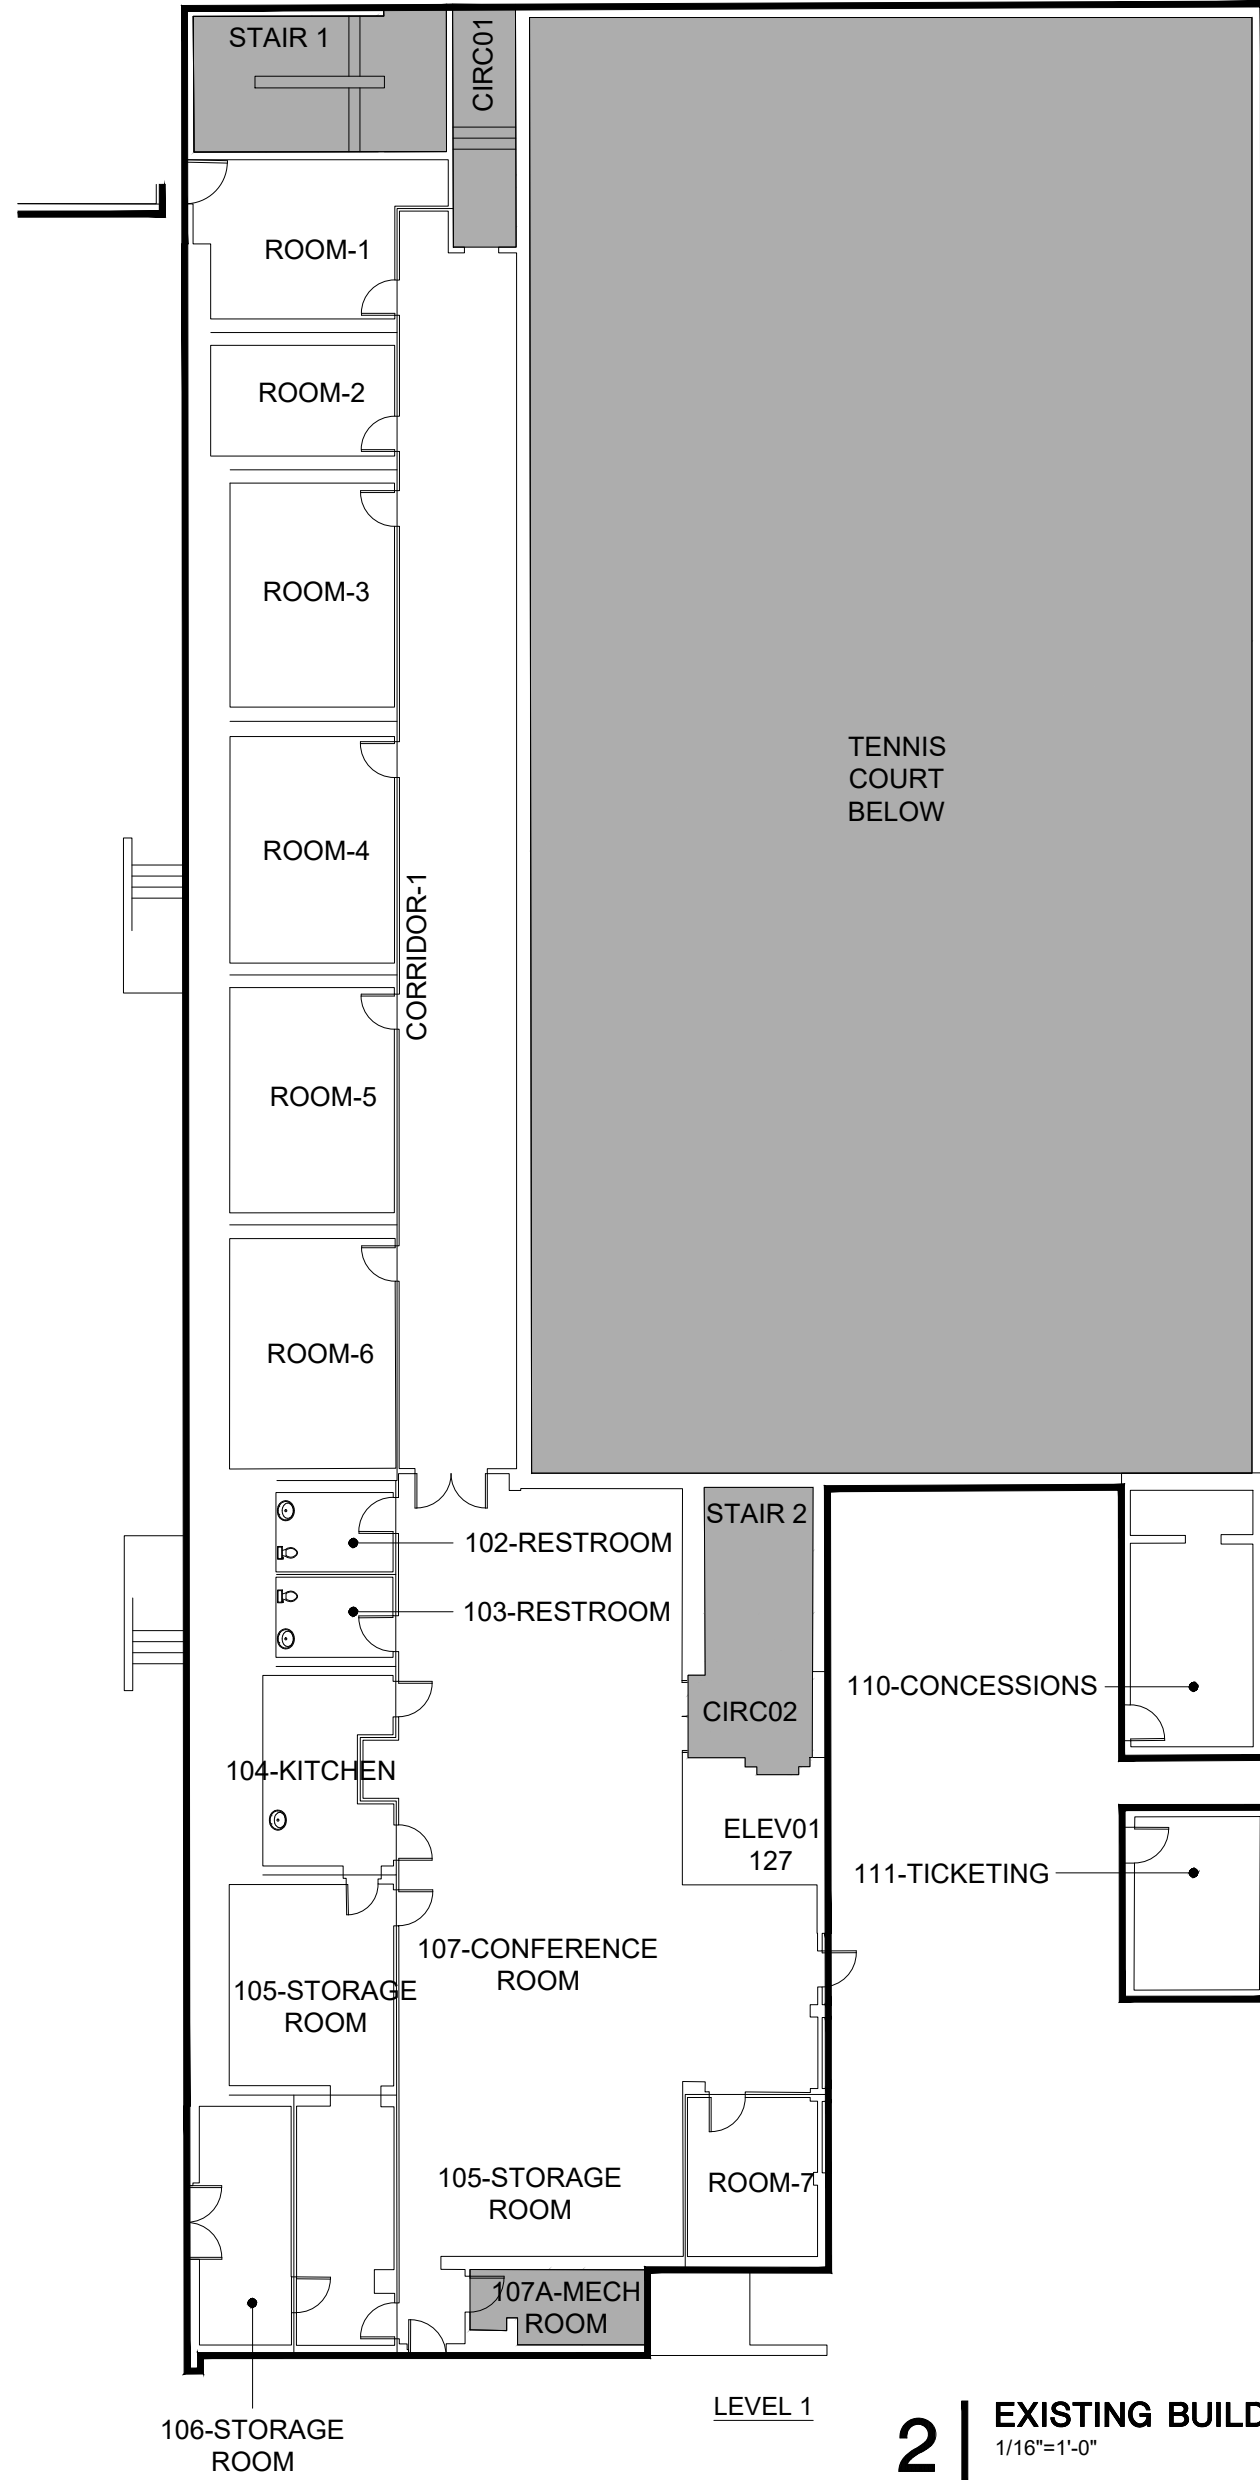 STAIR 1
CIRC01
ROOM-1
ROOM-2
ROOM-3
TENNIS
COURT
BELOW
ROOM-4
CORRIDOR-1
ROOM-5
ROOM-6
STAIR 2
102-RESTROOM
103-RESTROOM
110-CONCESSIONS
CIRC02
104-KITCHEN
ELEV01
127
111-TICKETING
107-CONFERENCE
ROOM
105-STORAGE
ROOM
105-STORAGE
ROOM
ROOM-7
107A-MECH
ROOM
LEVEL 1
106-STORAGE
ROOM
2
EXISTING BUILD
1/16"=1'-0"